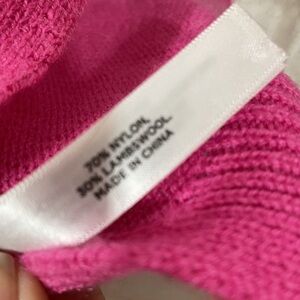 70% NYLON,
30% LAMBSWOOL.
MADE IN CHINA